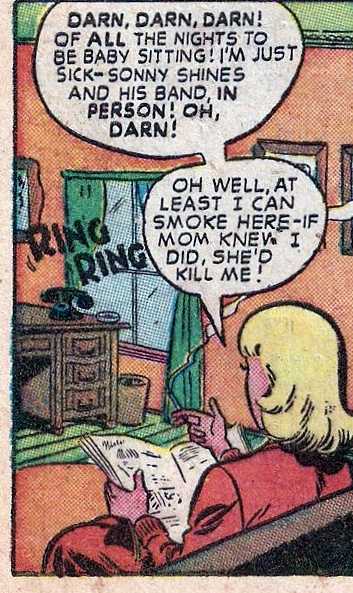 DARN, DARN, DARN!
OF ALL THE NIGHTS TO
BE BABY SITTING! I'M JUST
SICK-SONNY SHINES
AND HIS BAND, IN
PERSON! OH,
DARN!
OH WELL, AT
LEAST I CAN
SMOKE HERE-IF
MOM KNEW I
DID, SHE'D
KILL ME!
RING
RING